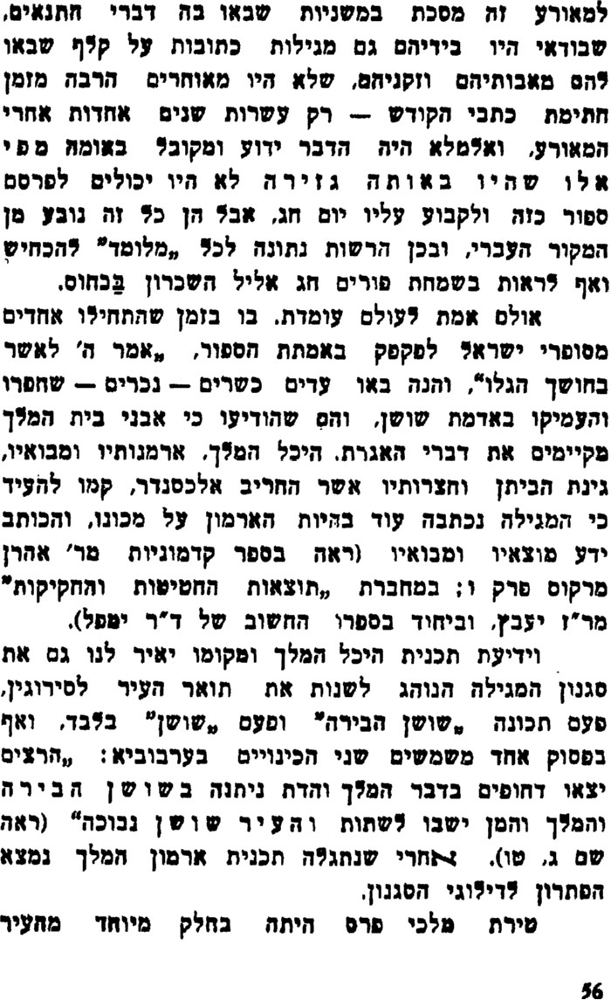 למאורע זה מסכת במשניות שבאו בה דברי התנאים,
שבודאי היו בידיהם גם מגילות כתובות על קלף שבאו
להם מאבותיהם וזקניהם, שלא היו מאוחרים הרבה מזמן
חתימת כתבי הקודש — רק עשרות שנים אחדות אחרי
המאורע, ואלמלא היה הדבר ידוע ומקובל באומה מפי
אלו שהיו באותה גזירה לא היו יכולים לפרסם
ספור כזה ולקבוע עליו יום חג, אבל הן כל זה נובע מן
המקור העברי, ובכן הרשות נתונה לכל „מלומד" להכחיש
ואף לראות בשמחת פורים חג אליל השכרון בכחוס.
אולם אמת לעולם עומדת. בו בזמן שהתחילו אחדים
מסופרי ישראל לפקפק באמתת הספור, „אמר ה' לאשר
בחושך הגלו", והנה באו עדים כשרים — נכרים — שחפרו
והעמיקו באדמת שושן, והם שהודיעו כי אבני בית המלך
מקיימים את דברי האגרת. היכל המלך, ארמנותיו ומבואיו,
גינת הביתן וחצרותיו אשר החריב אלכסנדר, קמו להעיד
כי המגילה נכתבה עוד בהיות הארמון על מכונו, והכותב
ידע מוצאיו ומבואיו (ראה בספר קדמוניות מר' אהרן
מרקוס פרק ו; במחברת „תוצאות החטיטות והחקיקות"
מר"ז יעבץ, וביחוד בספרו החשוב של ד"ר ימפל).
וידיעת תכנית היכל המלך ומקומו יאיר לנו גם את
סגנון המגילה הנוהג לשנות את תואר העיר לסירוגין,
פעם תכונה „שושן הבירה" ופעם „שושן" בלבד, ואף
בפסוק אחד משמשים שני הכינויים בערבוביא: „הרצים
יצאו דחופים בדבר המלך והדת ניתנה בשושן הבירה
והמלך והמן ישבו לשתות והעיר שושן נבוכה" (ראה
שם ג, טו). אחרי שנתגלה תכנית ארמון המלך נמצא
הפתרון לדילוגי הסגנון.
טירת מלכי פרס היתה בחלק מיוחד מהעיר
56